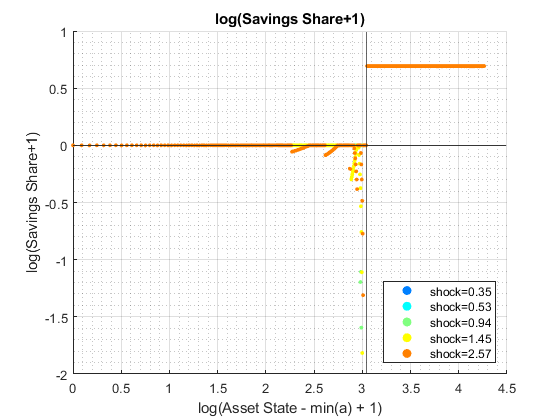 log(Savings Share+1)
log(Savings Share+1)
1
0.5
0
-0.5
-1
-1.5
-2
0
0.5
1
1.5
2
2.5
3
3.5
4
4.5
log(Asset State - min(a) + 1)
shock=0.35
shock=0.53
shock=0.94
shock=1.45
shock=2.57